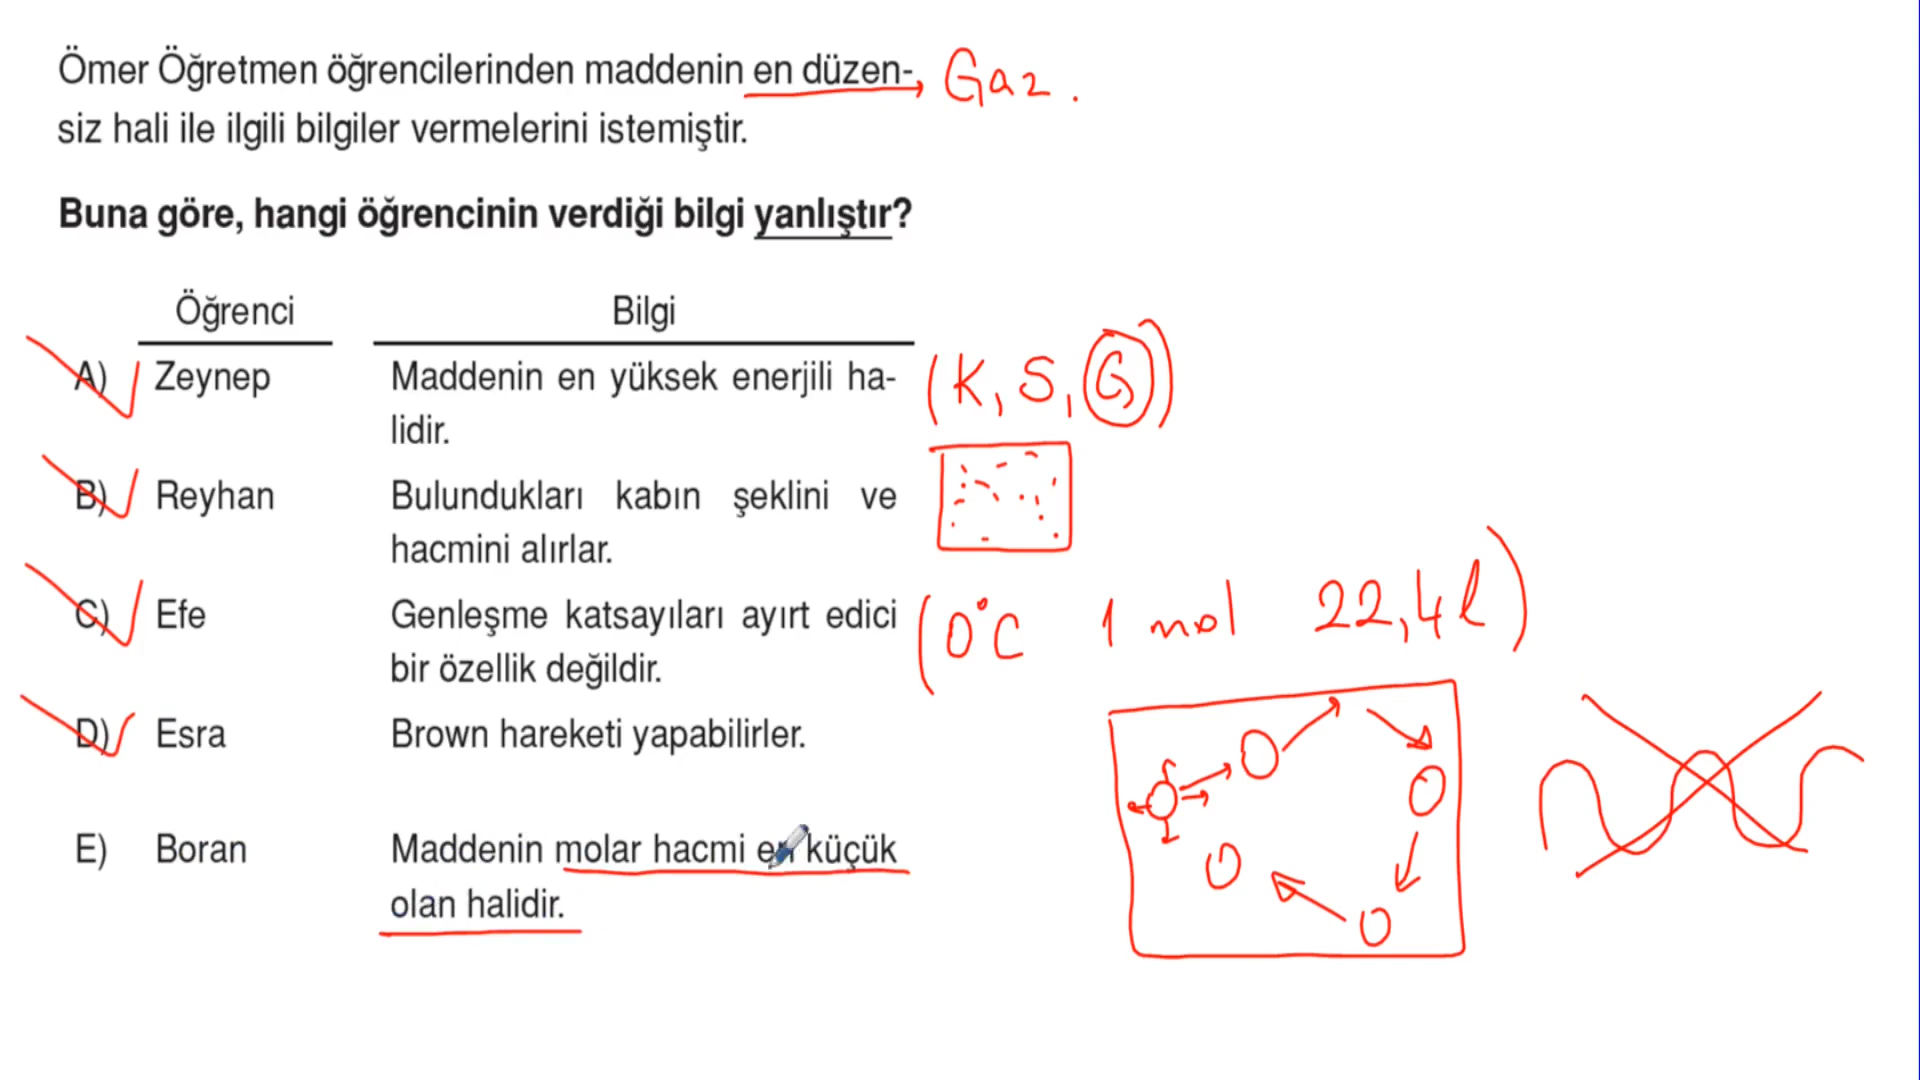 Ömer Öğretmen öğrencilerinden maddenin en düzen- Gaz.
siz hali ile ilgili bilgiler vermelerini istemiştir.
Buna göre, hangi öğrencinin verdiği bilgi yanlıştır?
Öğrenci Bilgi
A) Zeynep Maddenin en yüksek enerjili ha- (K, S, G)
lidir.
B) Reyhan Bulundukları kabın şeklini ve
hacmini alırlar.
C) Efe Genleşme katsayıları ayırt edici (0°C 1 mol 22,4l)
bir özellik değildir.
D) Esra Brown hareketi yapabilirler.
E) Boran Maddenin molar hacmi en küçük
olan halidir.